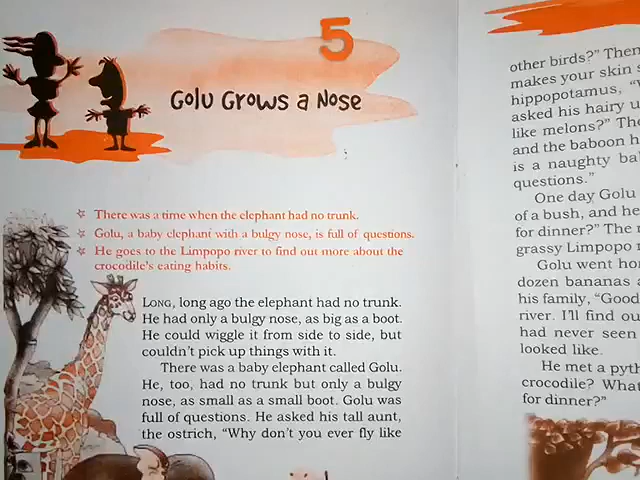 5
Golu Grows a Nose
There was a time when the elephant had no trunk.
Golu, a baby elephant with a bulgy nose, is full of questions.
He goes to the Limpopo river to find out more about the
crocodile's eating habits.
LONG, long ago the elephant had no trunk.
He had only a bulgy nose, as big as a boot.
He could wiggle it from side to side, but
couldn't pick up things with it.
There was a baby elephant called Golu.
He, too, had no trunk but only a bulgy
nose, as small as a small boot. Golu was
full of questions. He asked his tall aunt,
the ostrich, “Why don't you ever fly like
other birds?” Then
makes your skin
hippopotamus,
asked his hairy
like melons?”
and the baboon
is a naughty
questions.”
One day Golu
of a bush, and he
for dinner?” The
grassy Limpopo
Golu went
dozen bananas
his family, “Good
river. I'll find
had never seen
looked like.
He met a
crocodile?
for dinner?”